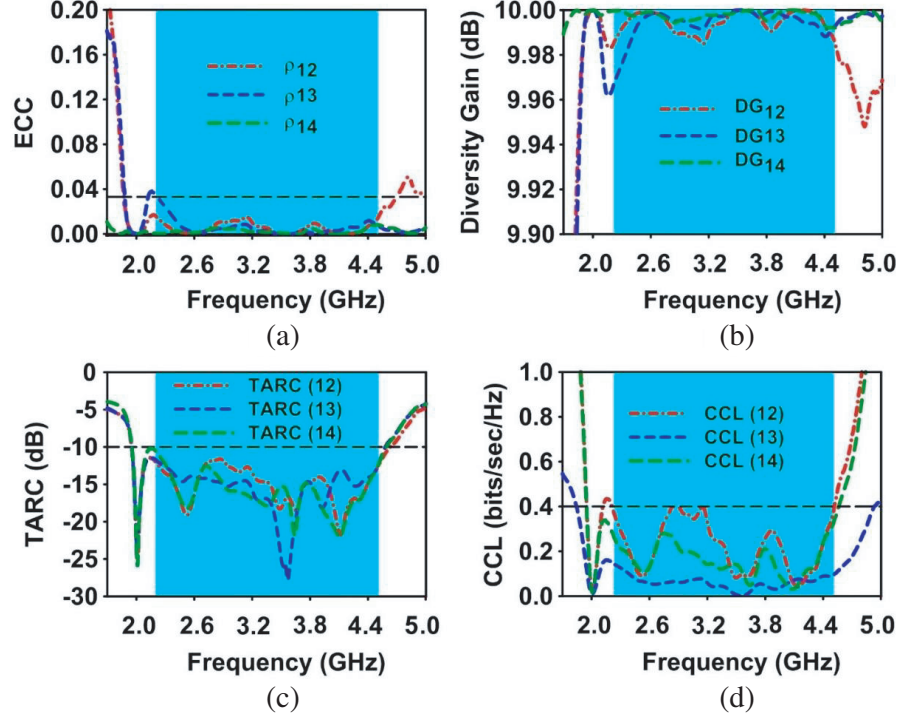 ECC
0.20
0.16
0.12
0.08
0.04
0.00
ρ12
ρ13
ρ14
2.0 2.6 3.2 3.8 4.4 5.0
Frequency (GHz)
(a)
Diversity Gain (dB)
10.00
9.98
9.96
9.94
9.92
9.90
DG12
DG13
DG14
2.0 2.6 3.2 3.8 4.4 5.0
Frequency (GHz)
(b)
TARC (dB)
0
-5
-10
-15
-20
-25
-30
TARC (12)
TARC (13)
TARC (14)
2.0 2.6 3.2 3.8 4.4 5.0
Frequency (GHz)
(c)
CCL (bits/sec/Hz)
1.0
0.8
0.6
0.4
0.2
0.0
CCL (12)
CCL (13)
CCL (14)
2.0 2.6 3.2 3.8 4.4 5.0
Frequency (GHz)
(d)